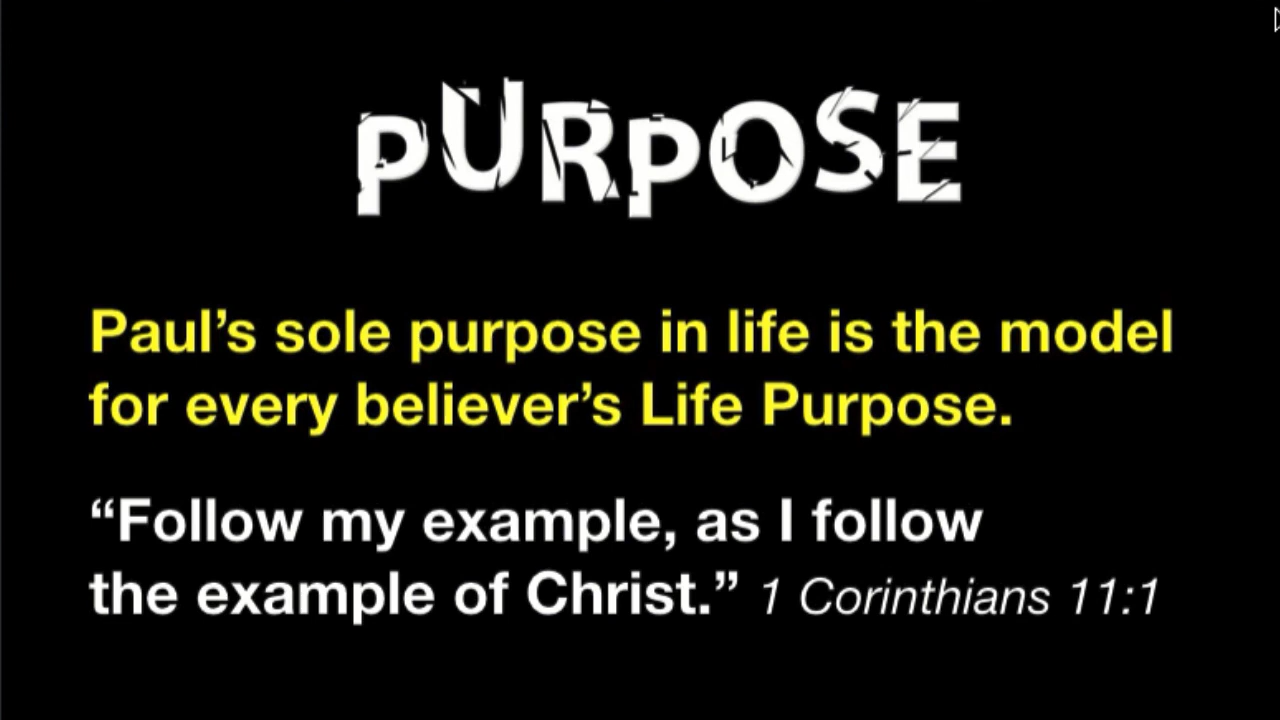 PURPOSE
Paul’s sole purpose in life is the model
for every believer’s Life Purpose.
“Follow my example, as I follow
the example of Christ.” 1 Corinthians 11:1